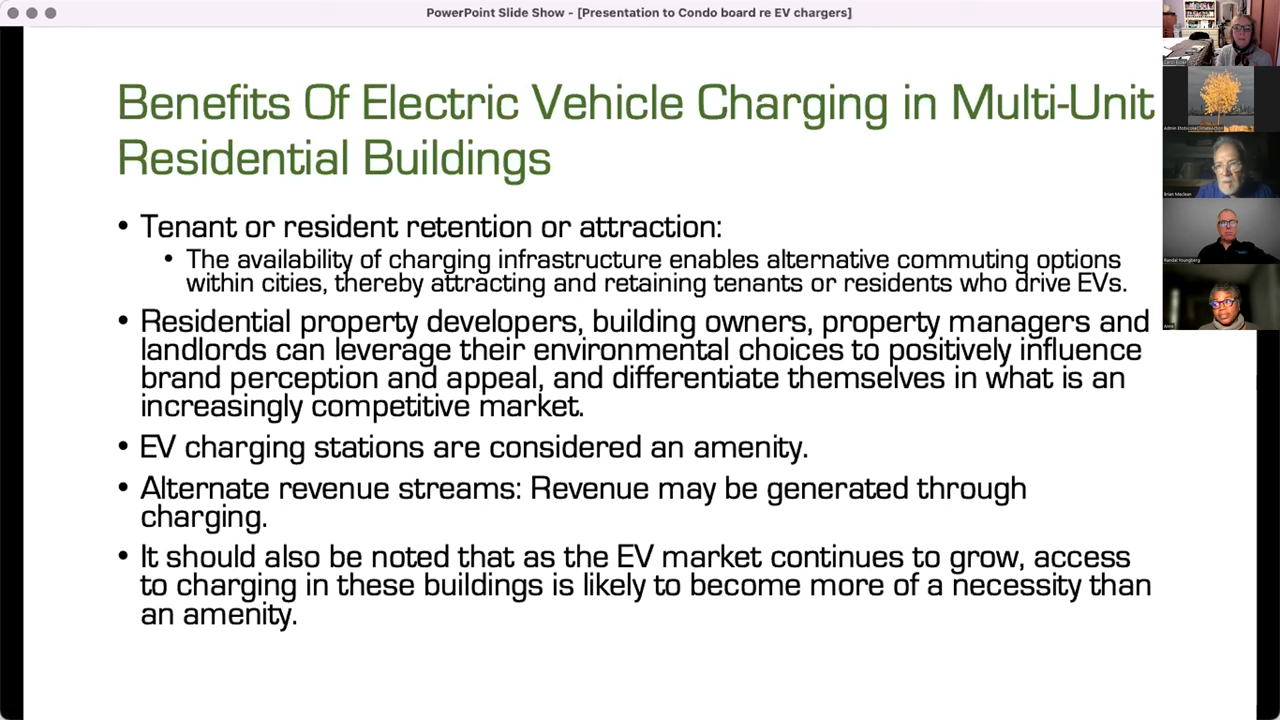 PowerPoint Slide Show - [Presentation to Condo board re EV chargers]
Benefits Of Electric Vehicle Charging in Multi-Unit
Residential Buildings
• Tenant or resident retention or attraction:
• The availability of charging infrastructure enables alternative commuting options
within cities, thereby attracting and retaining tenants or residents who drive EVs.
• Residential property developers, building owners, property managers and
landlords can leverage their environmental choices to positively influence
brand perception and appeal, and differentiate themselves in what is an
increasingly competitive market.
• EV charging stations are considered an amenity.
• Alternate revenue streams: Revenue may be generated through
charging.
• It should also be noted that as the EV market continues to grow, access
to charging in these buildings is likely to become more of a necessity than
an amenity.
Brian Maclean
Randal Youngberg
Anna